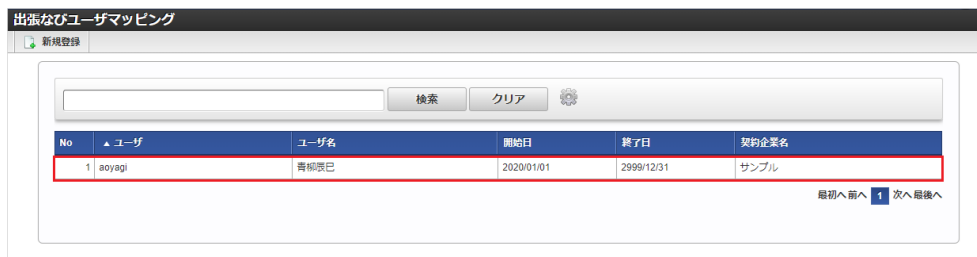 出張なびユーザマッピング
新規登録
検索 クリア
No ▲ ユーザ ユーザ名 開始日 終了日 契約企業名
1 aoyagi 青柳辰巳 2020/01/01 2999/12/31 サンプル
最初へ 前へ 1 次へ 最後へ